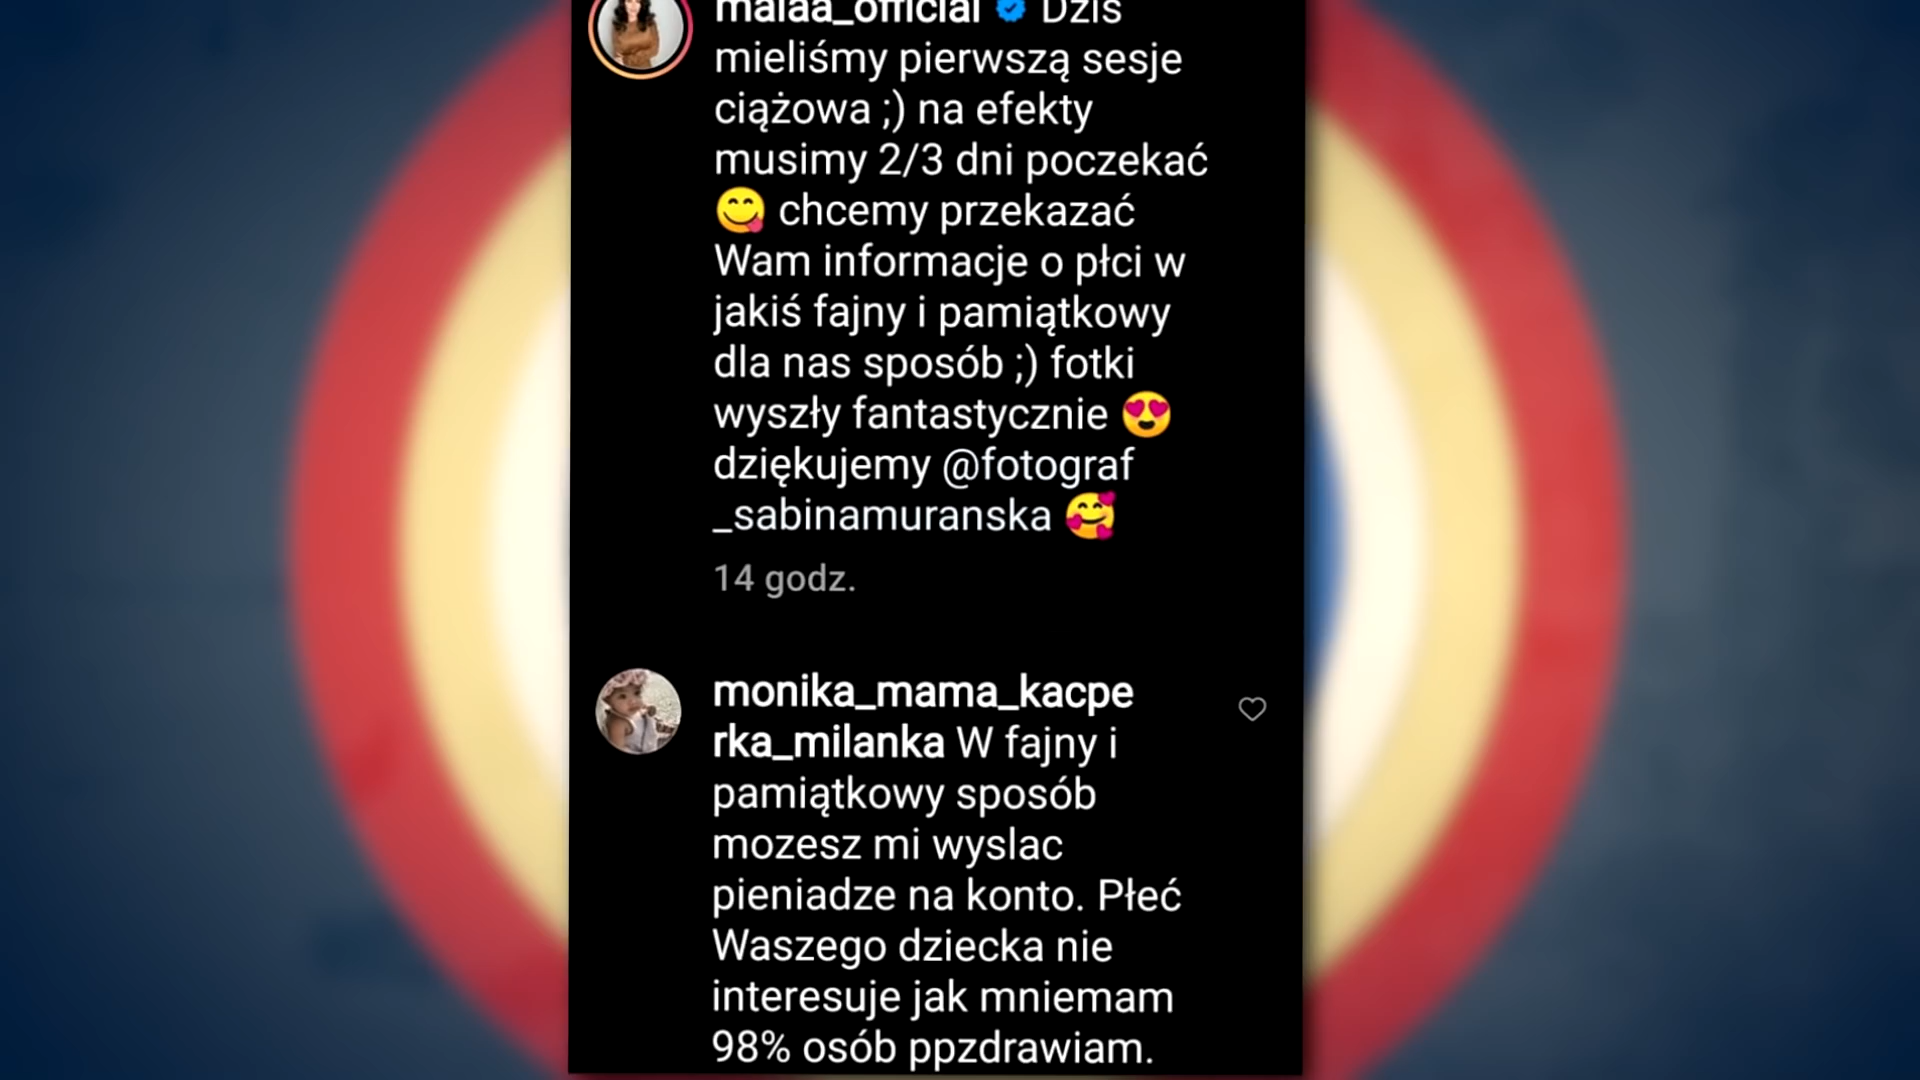 malaa_official Dziś
mieliśmy pierwszą sesje
ciążowa ;) na efekty
musimy 2/3 dni poczekać
😋 chcemy przekazać
Wam informacje o płci w
jakiś fajny i pamiątkowy
dla nas sposób ;) fotki
wyszły fantastycznie 😍
dziękujemy @fotograf
_sabinamuranska 🥰
14 godz.
monika_mama_kacpe
rka_milanka W fajny i
pamiątkowy sposób
mozesz mi wyslac
pieniadze na konto. Płeć
Waszego dziecka nie
interesuje jak mniemam
98% osób ppzdrawiam.